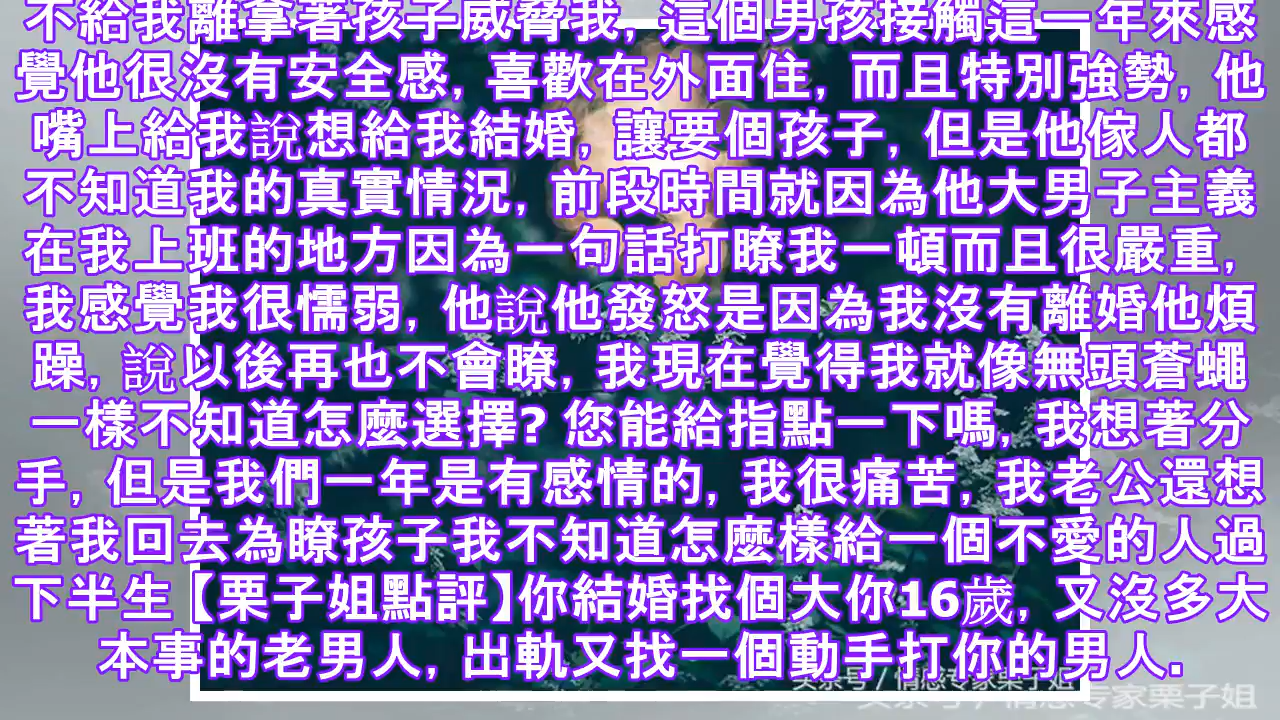 不給我離拿著孩子威脅我, 這個男孩接觸這一年來感
覺他很沒有安全感, 喜歡在外面住, 而且特別強勢, 他
嘴上給我說想給我結婚, 讓要個孩子, 但是他傢人都
不知道我的真實情況, 前段時間就因為他大男子主義
在我上班的地方因為一句話打瞭我一頓而且很嚴重,
我感覺我很懦弱, 他說他發怒是因為我沒有離婚他煩
躁, 說以後再也不會瞭, 我現在覺得我就像無頭蒼蠅
一樣不知道怎麼選擇? 您能給指點一下嗎, 我想著分
手, 但是我們一年是有感情的, 我很痛苦, 我老公還想
著我回去為瞭孩子我不知道怎麼樣給一個不愛的人過
下半生【栗子姐點評】你結婚找個大你16歲, 又沒多大
本事的老男人, 出軌又找一個動手打你的男人.
头条号 / 情感专家栗子姐
头条号 / 情感专家栗子姐